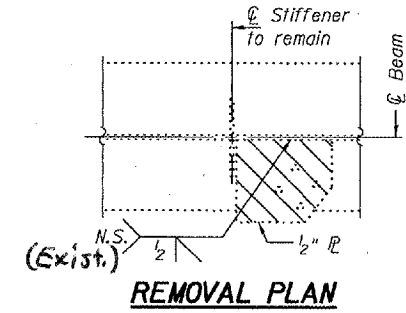 ℄ Stiffener
to remain
℄ Beam
N.S.
(Exist.)
1/2
1/2" ⅊
REMOVAL PLAN